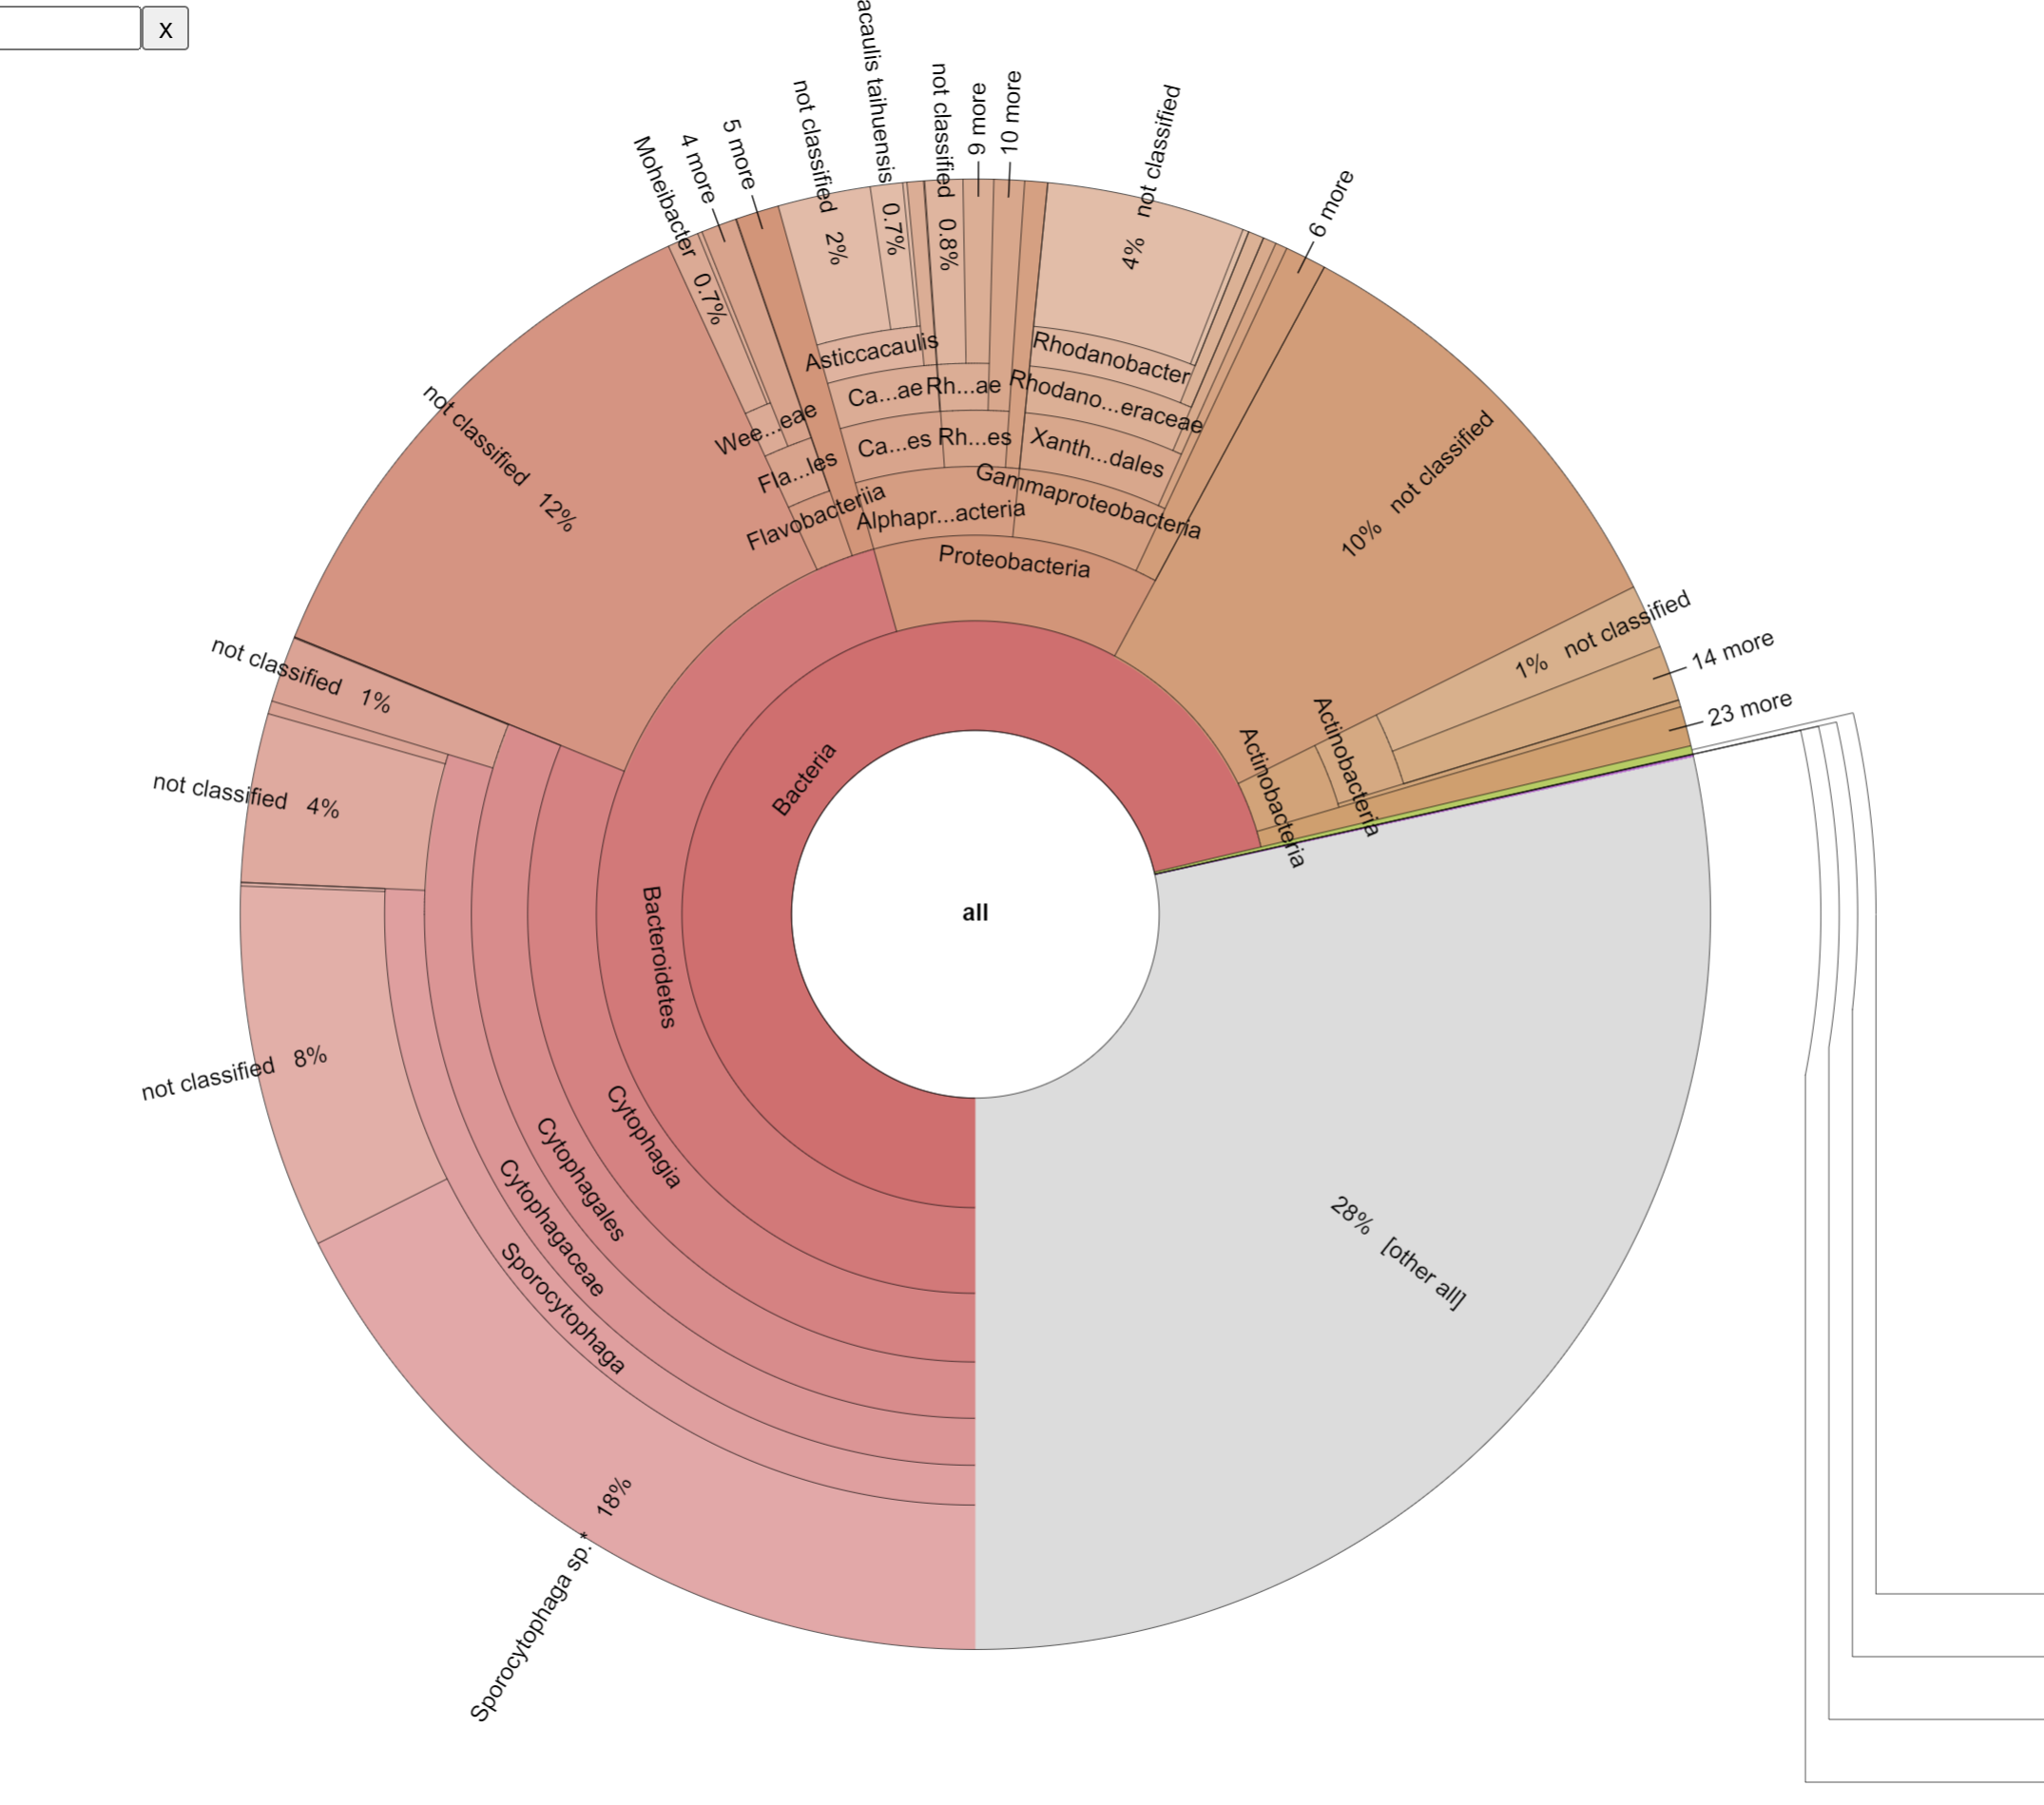 x
acaulis taihuensis 0.7%
not classified 0.8%
9 more
10 more
not classified 2%
5 more
4 more
Moheibacter 0.7%
4% not classified
6 more
Asticcacaulis
Rhodanobacter
Ca...ae
Rh...ae
Rhodano...eraceae
Wee...eae
Ca...es
Rh...es
Xanth...dales
Fla...les
Gammaproteobacteria
Flavobacteriia
Alphapr...acteria
Proteobacteria
not classified 12%
10% not classified
1% not classified
14 more
23 more
Actinobacteria
Actinobacteria
not classified 1%
not classified 4%
Bacteria
all
Bacteroidetes
not classified 8%
Cytophagia
Cytophagales
Cytophagaceae
Sporocytophaga
28% [other all]
Sporocytophaga sp.* 18%